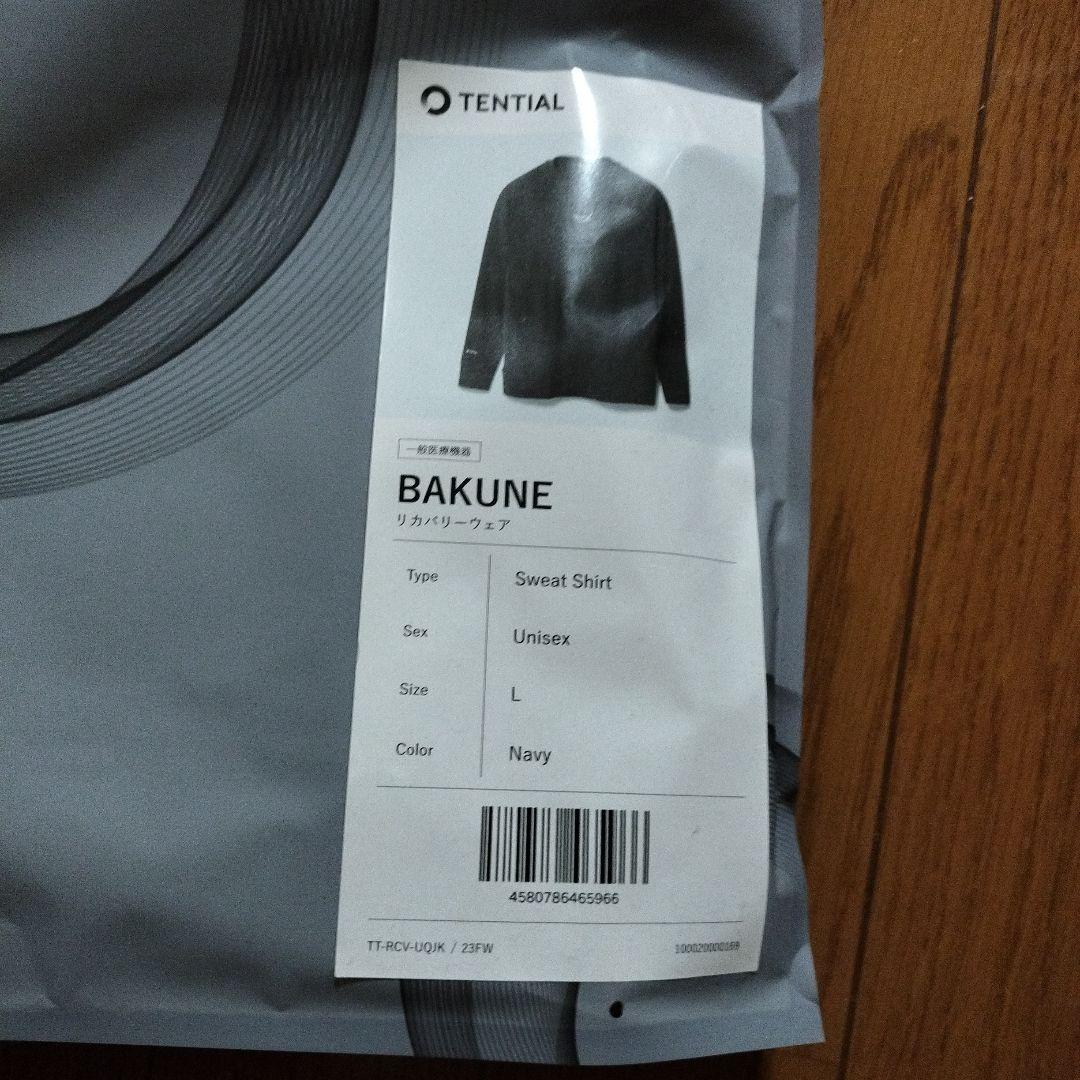 TENTIAL
一般医療機器
BAKUNE
リカバリーウェア
Type Sweat Shirt
Sex Unisex
Size L
Color Navy
4580786465966
TT-RCV-UQJK / 23FW 100020000169